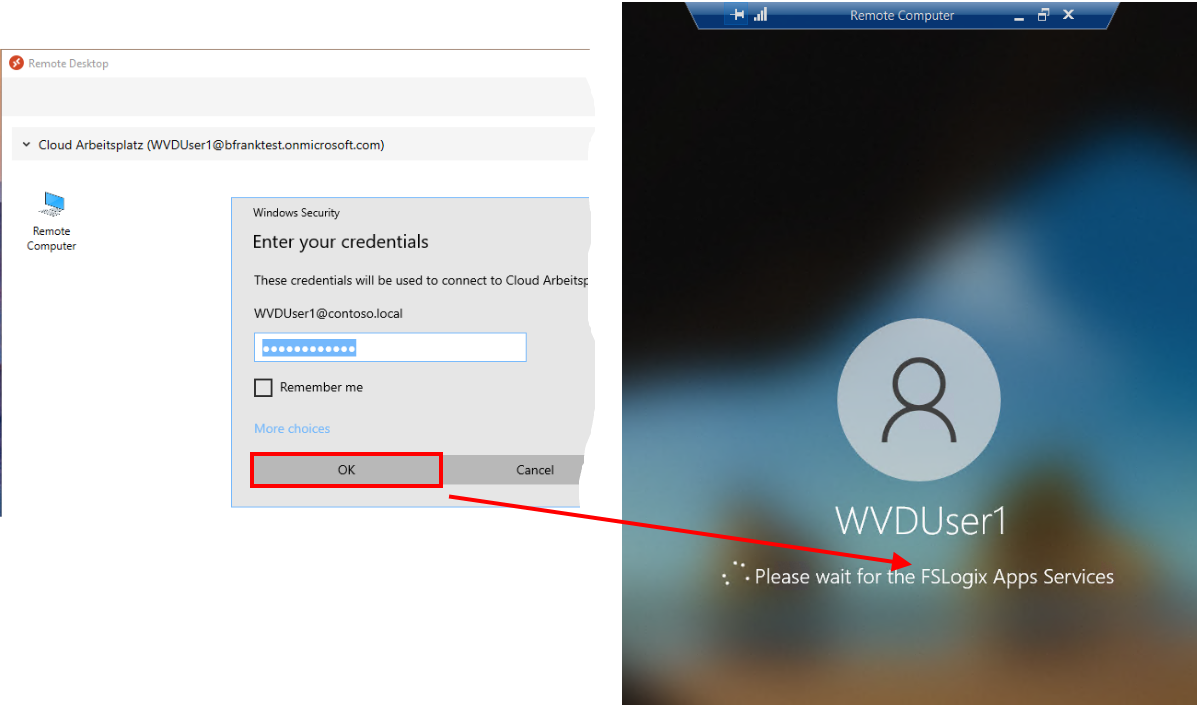 Remote Desktop
Cloud Arbeitsplatz (WVDUser1@bfranktest.onmicrosoft.com)
Remote
Computer
Windows Security
Enter your credentials
These credentials will be used to connect to Cloud Arbeitsp
WVDUser1@contoso.local
Remember me
More choices
OK
Cancel
Remote Computer
WVDUser1
Please wait for the FSLogix Apps Services